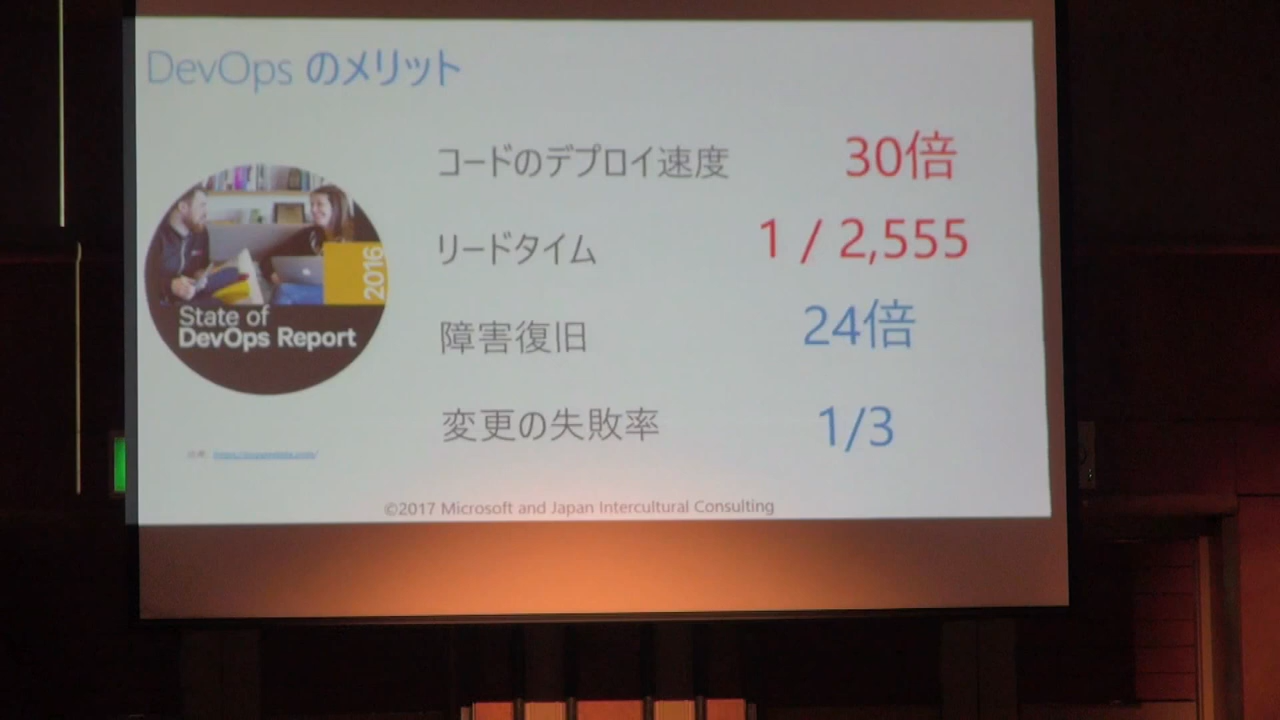 DevOps のメリット
コードのデプロイ速度 30倍
リードタイム 1 / 2,555
障害復旧 24倍
変更の失敗率 1/3
2016
State of
DevOps Report
©2017 Microsoft and Japan Intercultural Consulting